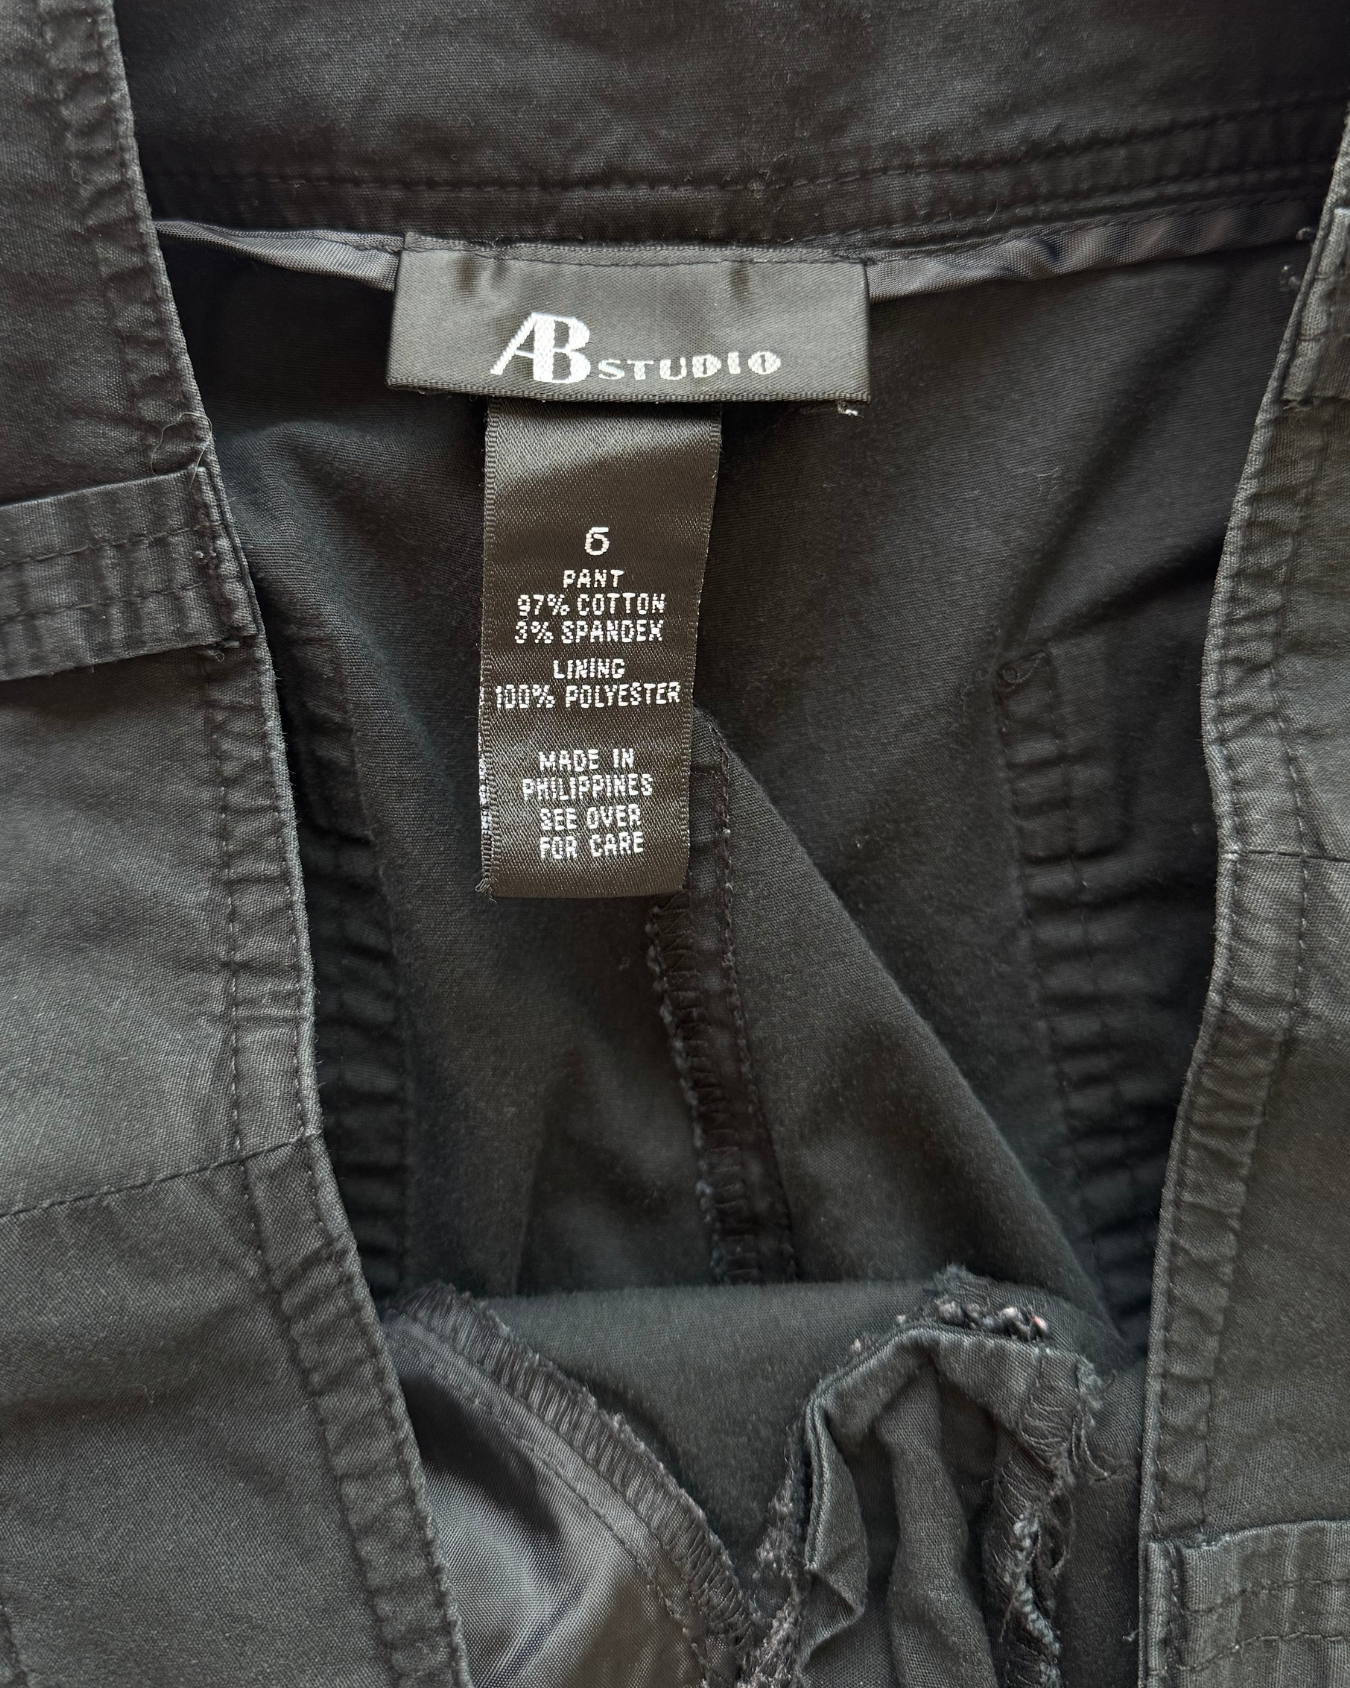 AB STUDIO
6
PANT
97% COTTON
3% SPANDEX
LINING
100% POLYESTER
MADE IN
PHILIPPINES
SEE OVER
FOR CARE